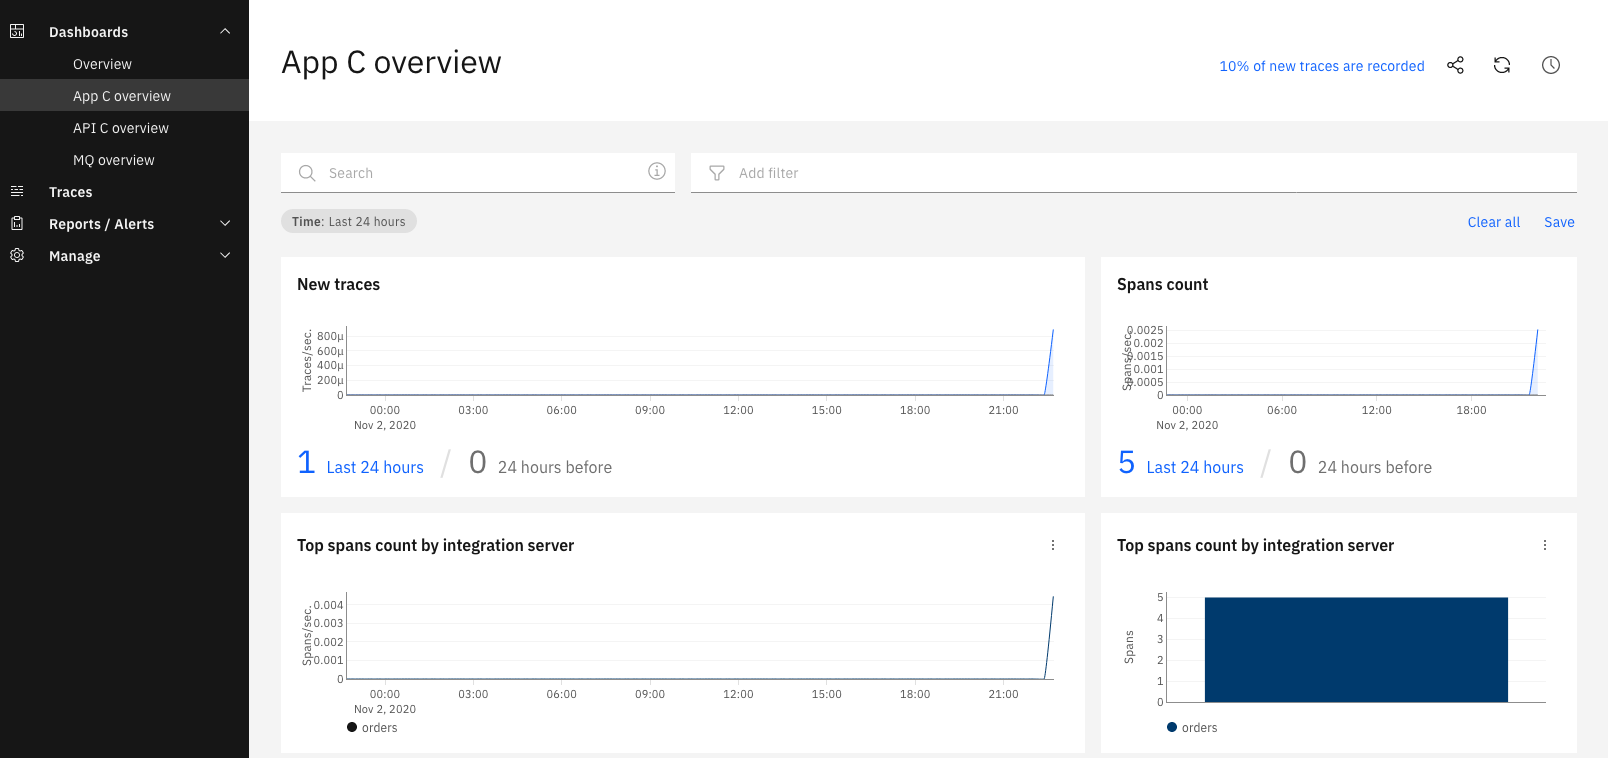 Dashboards
Overview
App C overview
API C overview
MQ overview
Traces
Reports / Alerts
Manage
App C overview
10% of new traces are recorded
Search
Add filter
Time: Last 24 hours
Clear all
Save
New traces
Traces/sec.
800μ
600μ
400μ
200μ
0
00:00 03:00 06:00 09:00 12:00 15:00 18:00 21:00
Nov 2, 2020
1 Last 24 hours / 0 24 hours before
Spans count
Spans/sec.
0.0025
0.002
0.0015
0.001
0.0005
0
00:00 06:00 12:00 18:00
Nov 2, 2020
5 Last 24 hours / 0 24 hours before
Top spans count by integration server
Spans/sec.
0.004
0.003
0.002
0.001
0
00:00 03:00 06:00 09:00 12:00 15:00 18:00 21:00
Nov 2, 2020
orders
Top spans count by integration server
Spans
5
4
3
2
1
0
orders